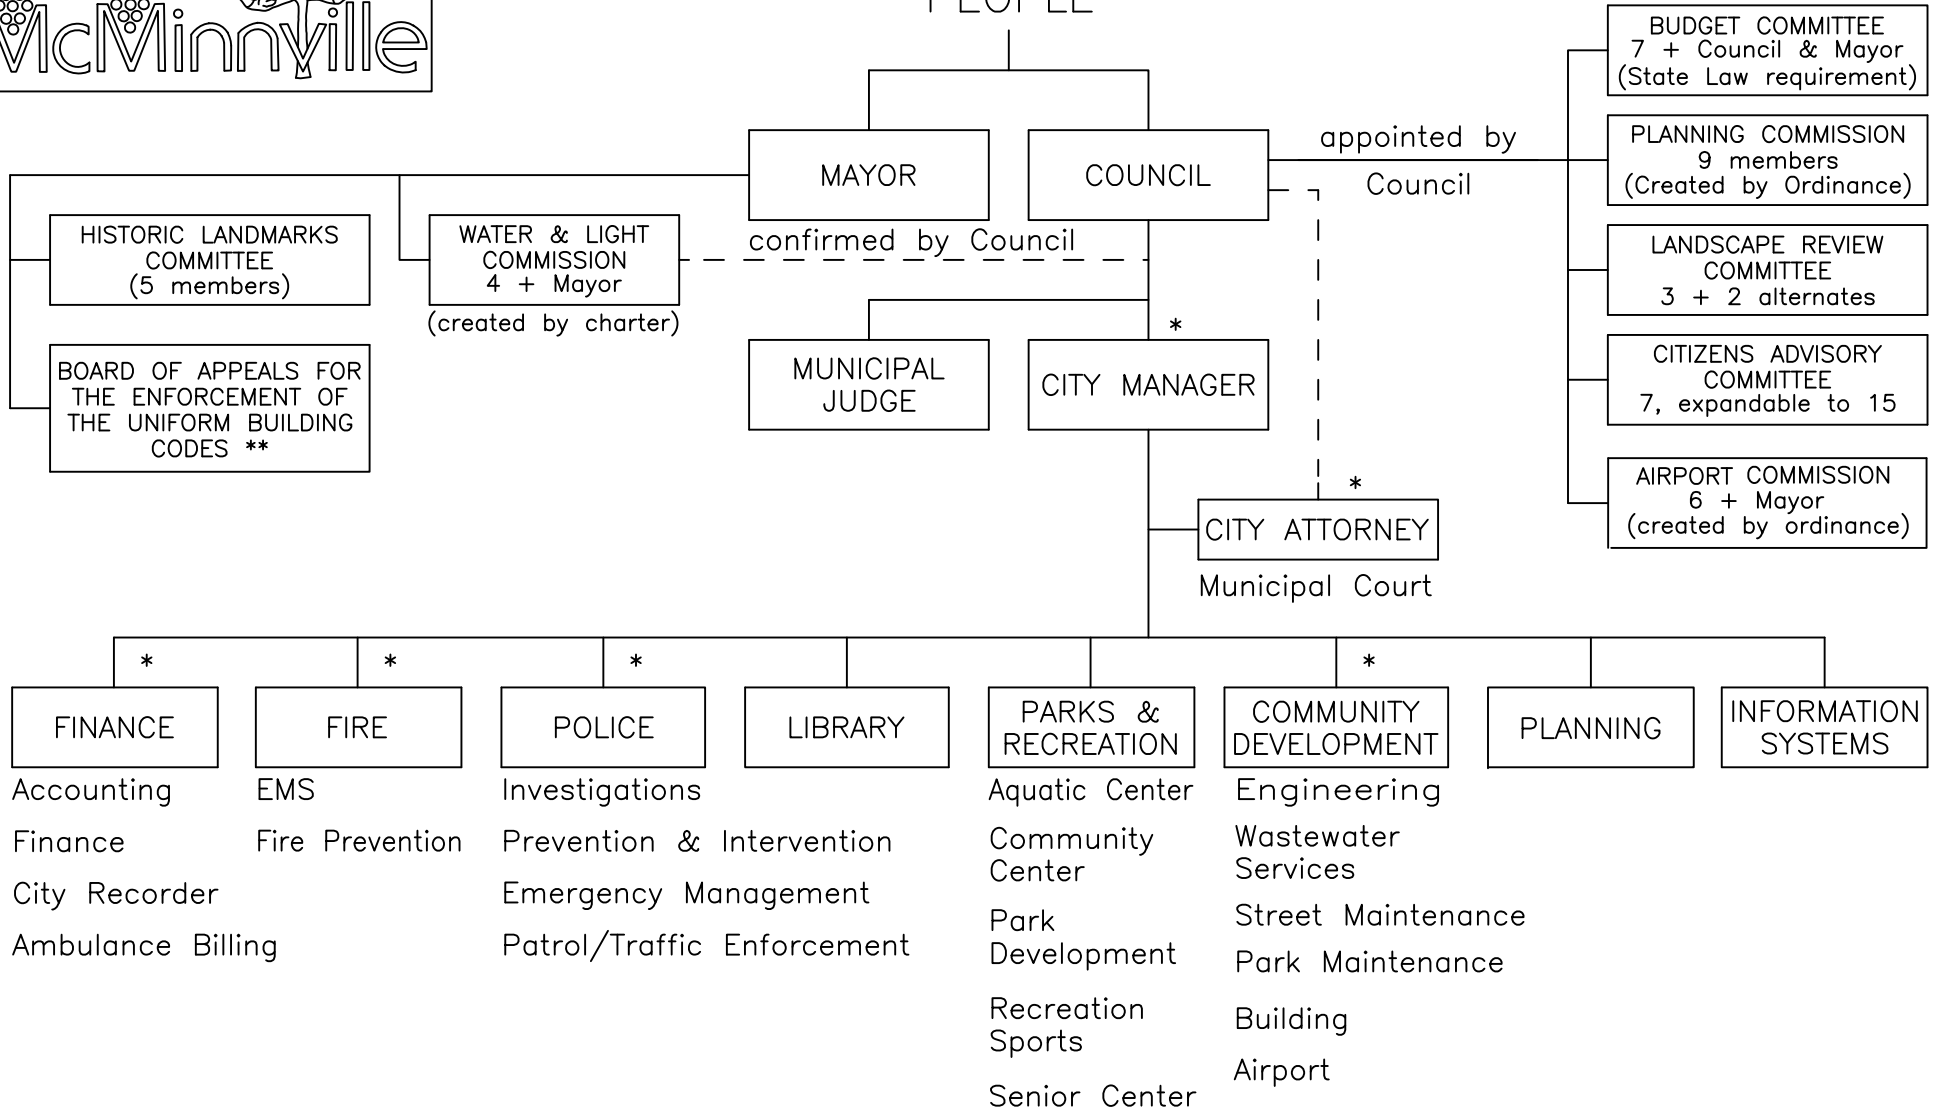 McMinnville
PEOPLE
MAYOR
COUNCIL
appointed by
Council
BUDGET COMMITTEE
7 + Council & Mayor
(State Law requirement)
PLANNING COMMISSION
9 members
(Created by Ordinance)
LANDSCAPE REVIEW
COMMITTEE
3 + 2 alternates
CITIZENS ADVISORY
COMMITTEE
7, expandable to 15
AIRPORT COMMISSION
6 + Mayor
(created by ordinance)
HISTORIC LANDMARKS
COMMITTEE
(5 members)
WATER & LIGHT
COMMISSION
4 + Mayor
(created by charter)
confirmed by Council
BOARD OF APPEALS FOR
THE ENFORCEMENT OF
THE UNIFORM BUILDING
CODES **
MUNICIPAL
JUDGE
*
CITY MANAGER
*
CITY ATTORNEY
Municipal Court
*
FINANCE
Accounting
Finance
City Recorder
Ambulance Billing
*
FIRE
EMS
Fire Prevention
*
POLICE
Investigations
Prevention & Intervention
Emergency Management
Patrol/Traffic Enforcement
LIBRARY
PARKS &
RECREATION
Aquatic Center
Community
Center
Park
Development
Recreation
Sports
Senior Center
*
COMMUNITY
DEVELOPMENT
Engineering
Wastewater
Services
Street Maintenance
Park Maintenance
Building
Airport
PLANNING
INFORMATION
SYSTEMS